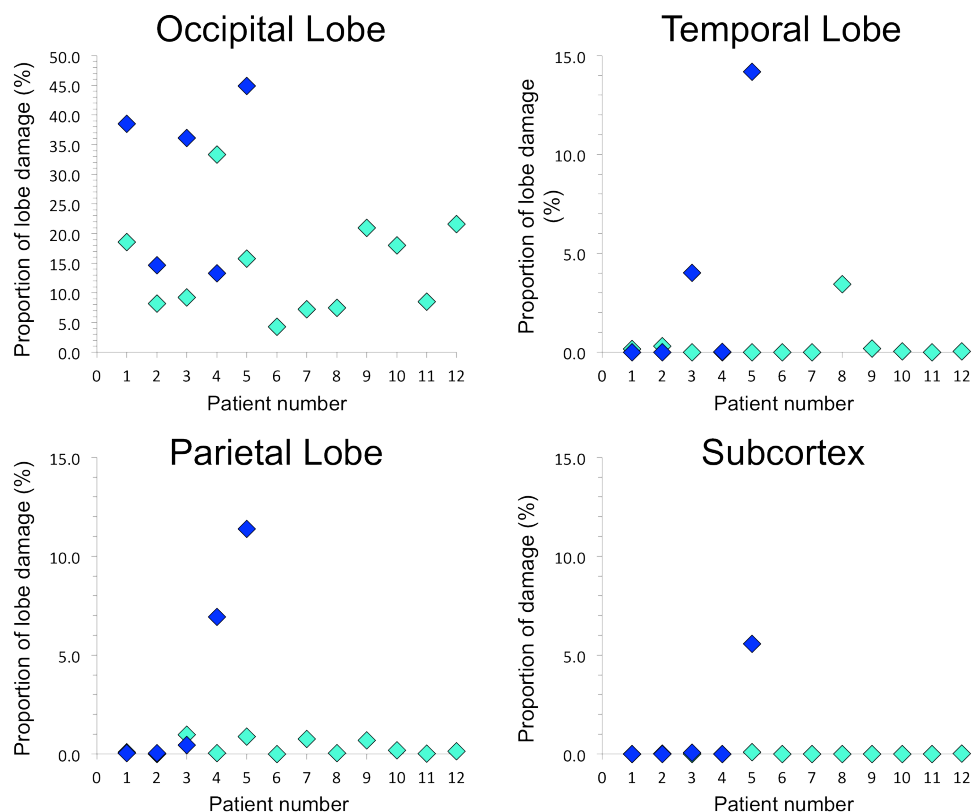 Occipital Lobe
Proportion of lobe damage (%)
50.0
45.0
40.0
35.0
30.0
25.0
20.0
15.0
10.0
5.0
0.0
0 1 2 3 4 5 6 7 8 9 10 11 12
Patient number
Temporal Lobe
Proportion of lobe damage
(%)
15.0
10.0
5.0
0.0
0 1 2 3 4 5 6 7 8 9 10 11 12
Patient number
Parietal Lobe
Proportion of lobe damage (%)
15.0
10.0
5.0
0.0
0 1 2 3 4 5 6 7 8 9 10 11 12
Patient number
Subcortex
Proportion of damage (%)
15.0
10.0
5.0
0.0
0 1 2 3 4 5 6 7 8 9 10 11 12
Patient number